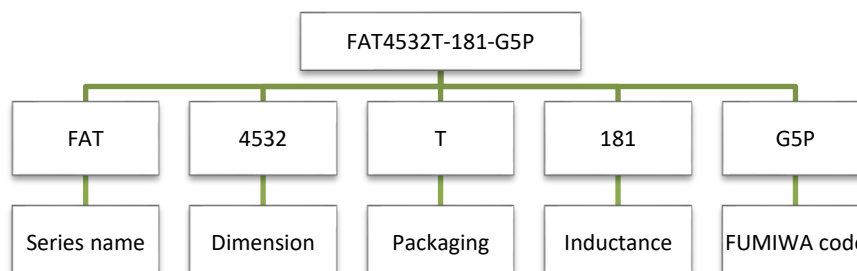 FAT4532T-181-G5P
FAT 4532 T 181 G5P
Series name Dimension Packaging Inductance FUMIWA code